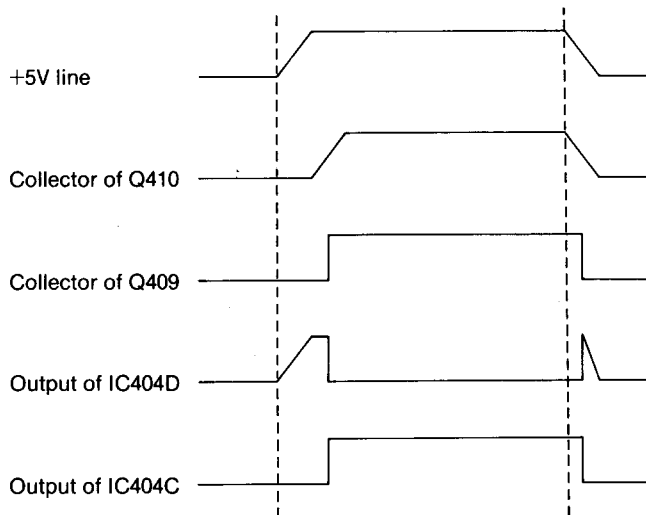 +5V line
Collector of Q410
Collector of Q409
Output of IC404D
Output of IC404C